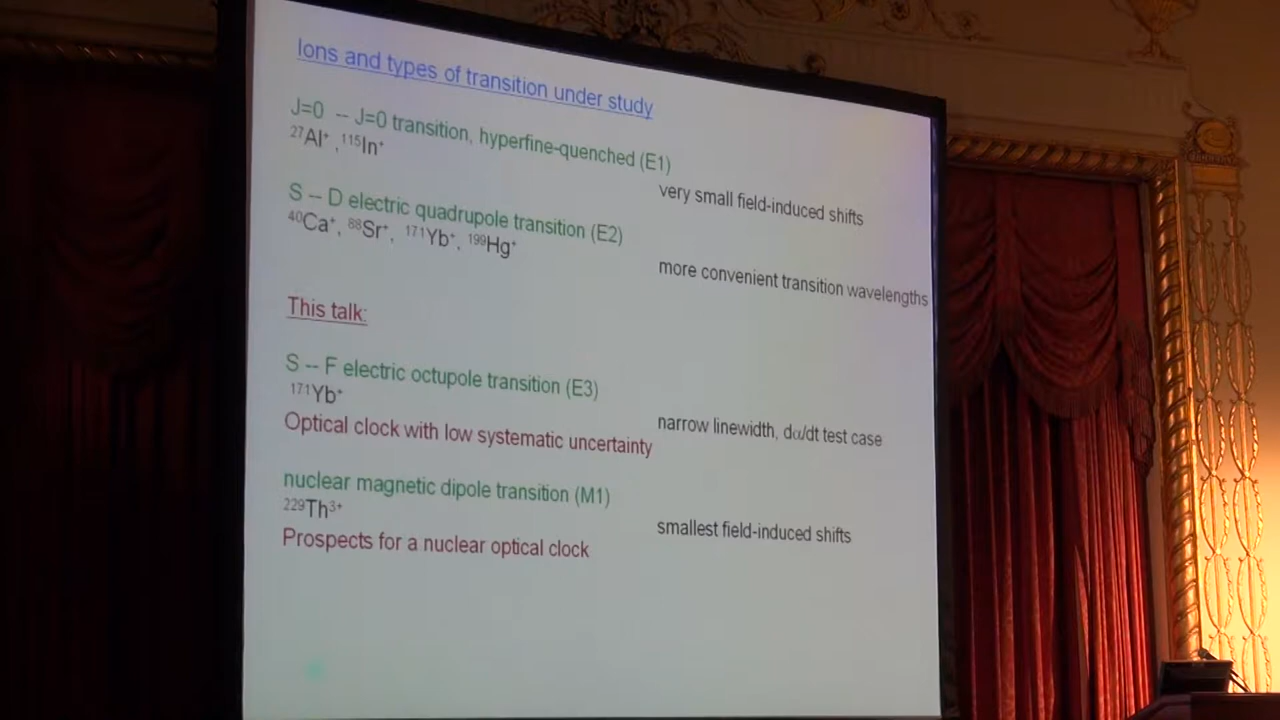 Ions and types of transition under study
J=0 -- J=0 transition, hyperfine-quenched (E1)
²⁷Al⁺, ¹¹⁵In⁺
very small field-induced shifts
S -- D electric quadrupole transition (E2)
⁴⁰Ca⁺, ⁸⁸Sr⁺, ¹⁷¹Yb⁺, ¹⁹⁹Hg⁺
more convenient transition wavelengths
This talk:
S -- F electric octupole transition (E3)
¹⁷¹Yb⁺
Optical clock with low systematic uncertainty
narrow linewidth, dα/dt test case
nuclear magnetic dipole transition (M1)
²²⁹Th³⁺
smallest field-induced shifts
Prospects for a nuclear optical clock